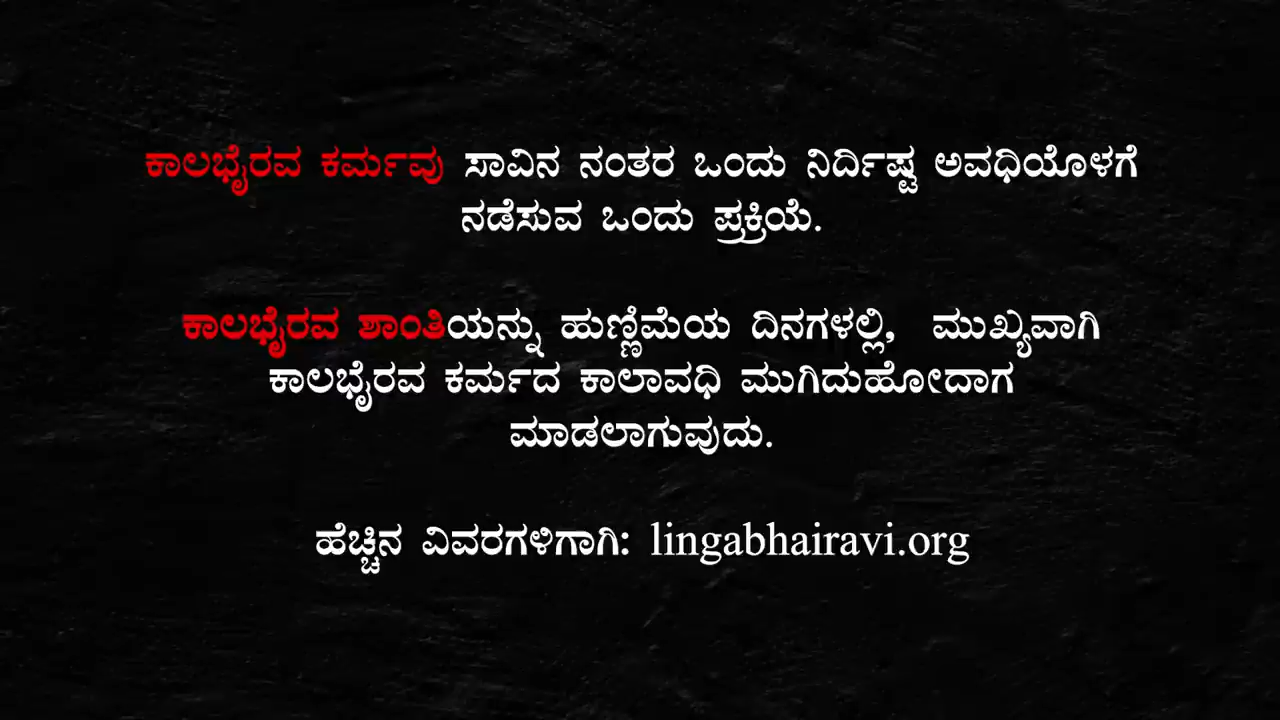 ಕಾಲಭೈರವ ಕರ್ಮವು ಸಾವಿನ ನಂತರ ಒಂದು ನಿರ್ದಿಷ್ಟ ಅವಧಿಯೊಳಗೆ
ನಡೆಸುವ ಒಂದು ಪ್ರಕ್ರಿಯೆ.
ಕಾಲಭೈರವ ಶಾಂತಿಯನ್ನು ಹುಣ್ಣಿಮೆಯ ದಿನಗಳಲ್ಲಿ, ಮುಖ್ಯವಾಗಿ
ಕಾಲಭೈರವ ಕರ್ಮದ ಕಾಲಾವಧಿ ಮುಗಿದುಹೋದಾಗ
ಮಾಡಲಾಗುವುದು.
ಹೆಚ್ಚಿನ ವಿವರಗಳಿಗಾಗಿ: lingabhairavi.org